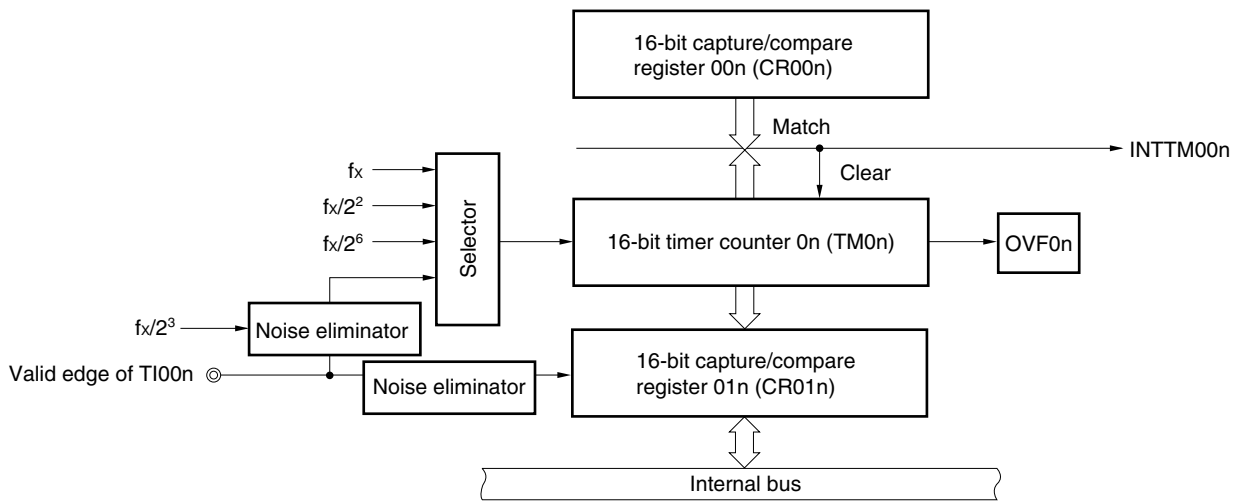 16-bit capture/compare
register 00n (CR00n)
Match
INTTM00n
Clear
fx
fx/2²
fx/2⁶
Selector
16-bit timer counter 0n (TM0n)
OVF0n
fx/2³
Noise eliminator
Valid edge of TI00n
Noise eliminator
16-bit capture/compare
register 01n (CR01n)
Internal bus